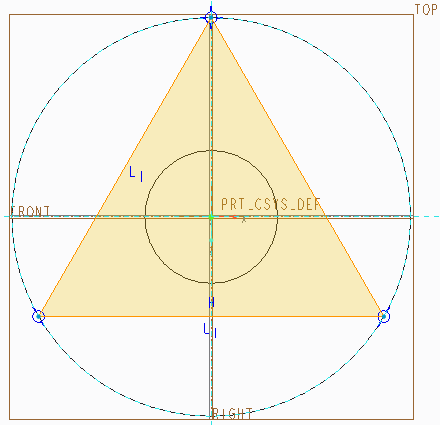 TOP
L1
PRT_CSYS_DEF
X
FRONT
H
L1
RIGHT